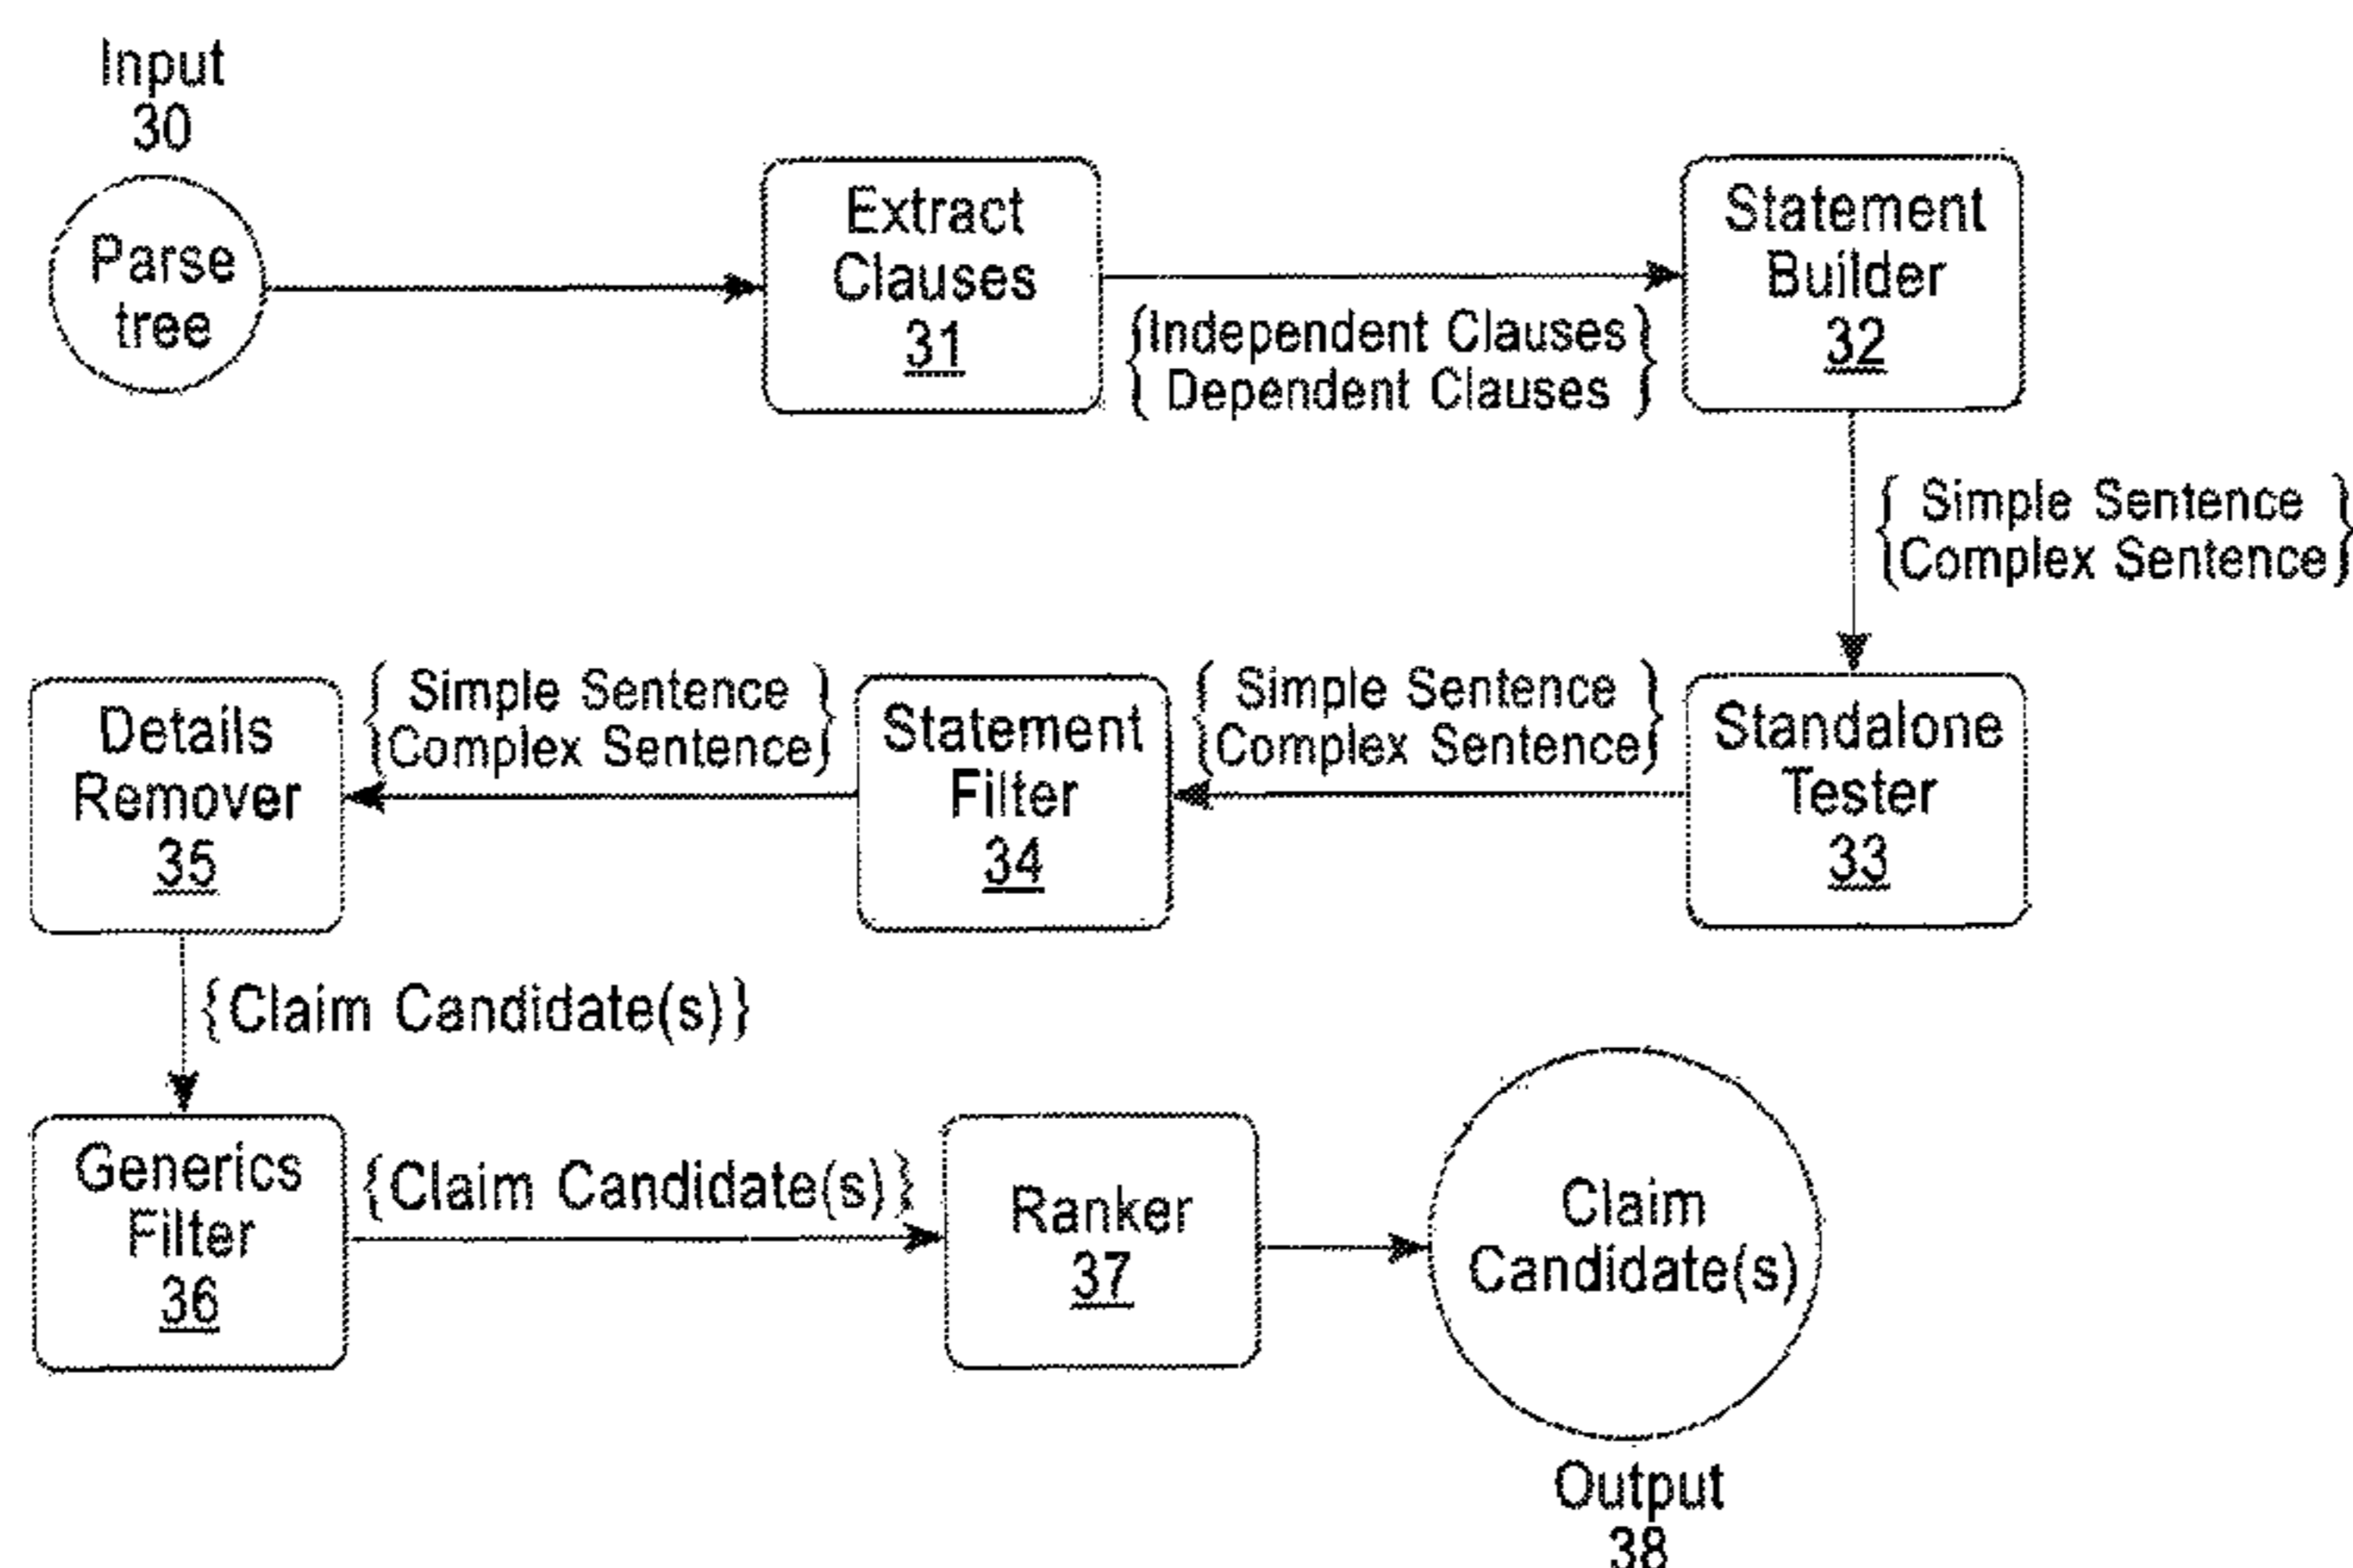 Input
30
Parse
tree
Extract
Clauses
31
{Independent Clauses}
{Dependent Clauses}
Statement
Builder
32
{Simple Sentence}
{Complex Sentence}
Standalone
Tester
33
{Simple Sentence}
{Complex Sentence}
Statement
Filter
34
{Simple Sentence}
{Complex Sentence}
Details
Remover
35
{Claim Candidate(s)}
Generics
Filter
36
{Claim Candidate(s)}
Ranker
37
Claim
Candidate(s)
Output
38